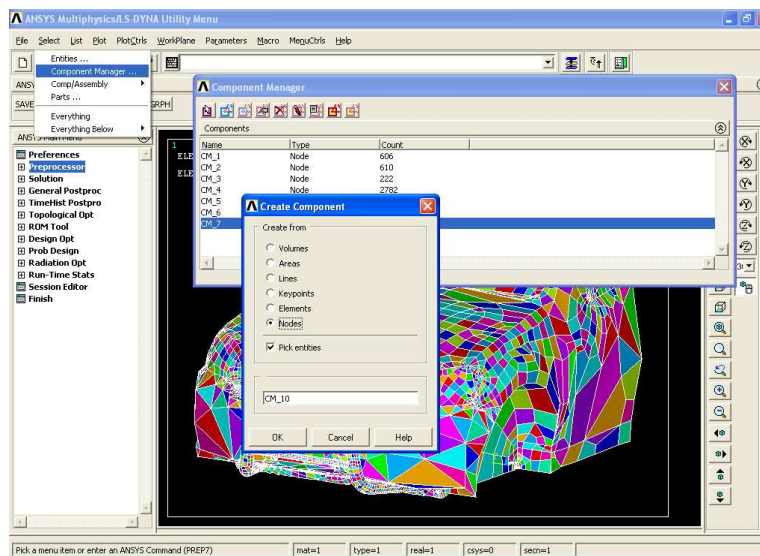 ANSYS Multiphysics/LS-DYNA Utility Menu
File Select List Plot PlotCtrls WorkPlane Parameters Macro MenuCtrls Help
Entities ...
Component Manager ...
Comp/Assembly
Parts ...
Everything
Everything Below
SAVE
GRPH
Component Manager
Components
Name Type Count
CM_1 Node 606
CM_2 Node 610
CM_3 Node 222
CM_4 Node 2782
CM_5
CM_6
CM_7
Preferences
Preprocessor
Solution
General Postproc
TimeHist Postpro
Topological Opt
ROM Tool
Design Opt
Prob Design
Radiation Opt
Run-Time Stats
Session Editor
Finish
1
ELE
ELE
Create Component
Create from
Volumes
Areas
Lines
Keypoints
Elements
Nodes
Pick entities
CM_10
OK Cancel Help
Pick a menu item or enter an ANSYS Command (PREP7) mat=1 type=1 real=1 csys=0 secn=1